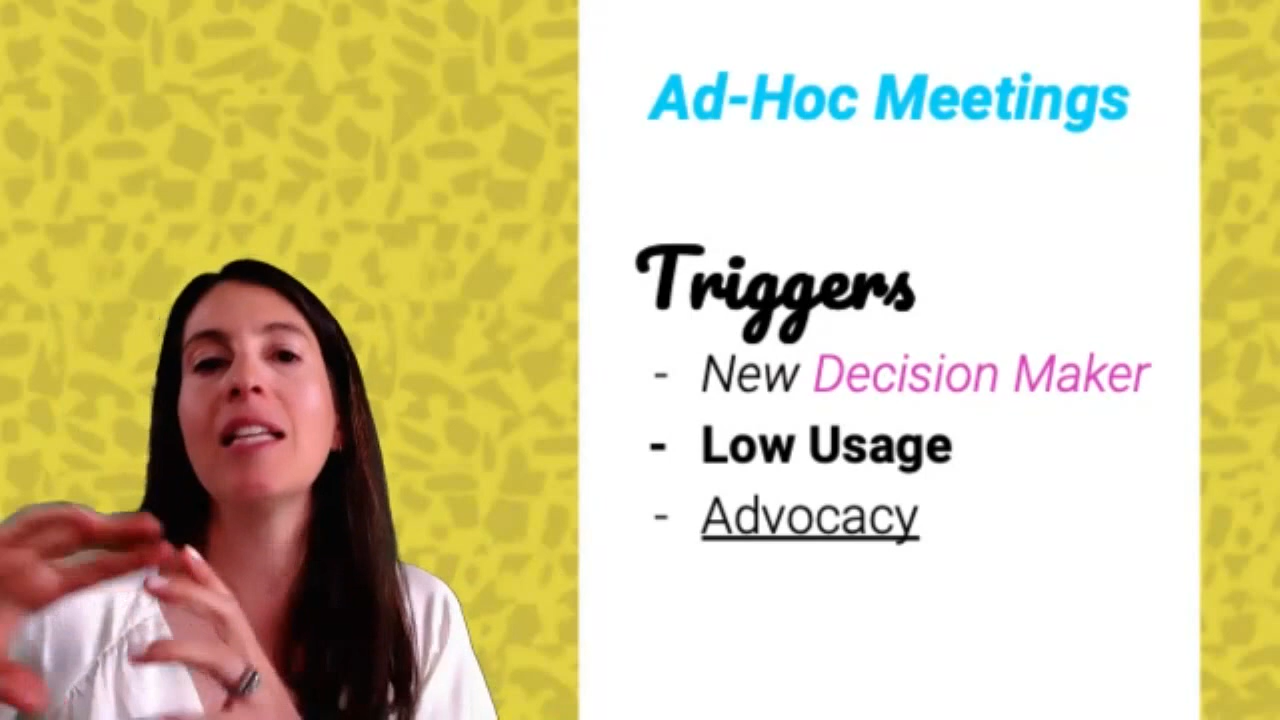 Ad-Hoc Meetings
Triggers
- New Decision Maker
- Low Usage
- Advocacy